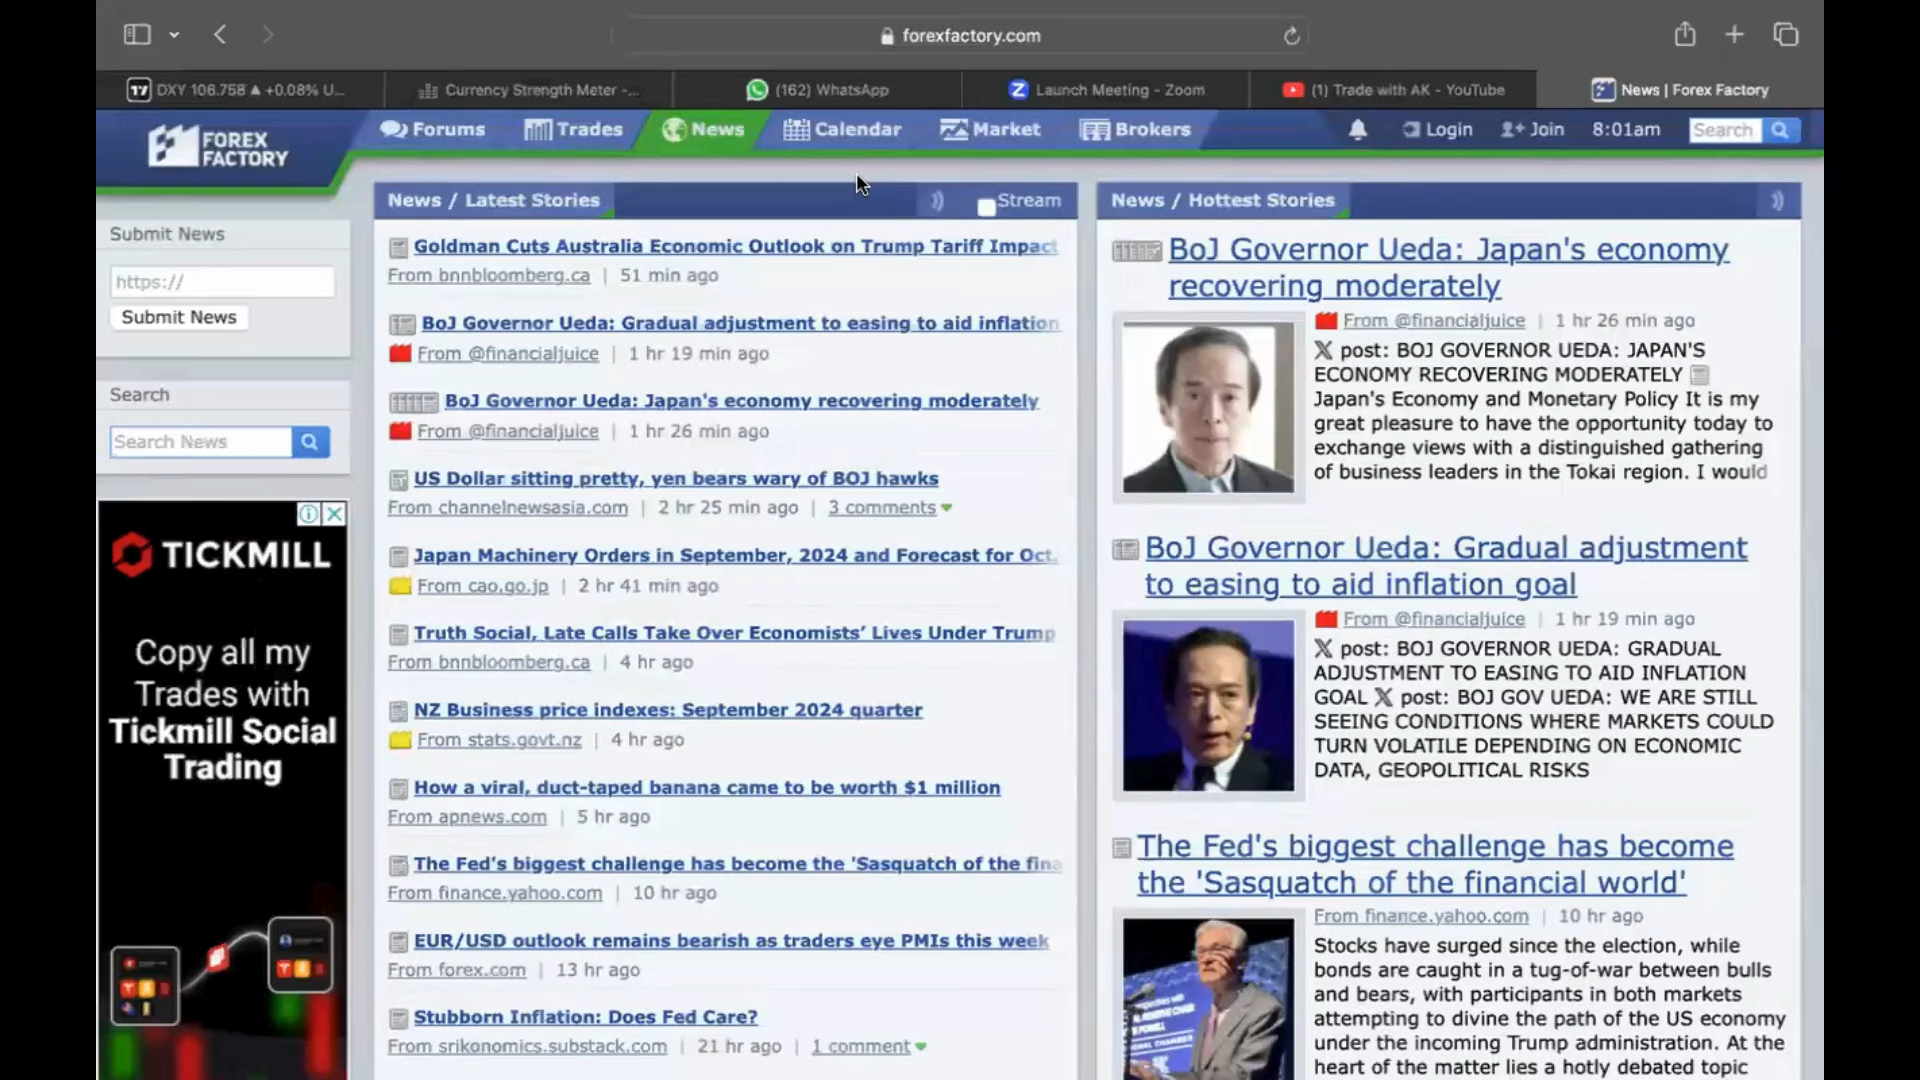 forexfactory.com
DXY 106.758 ▲ +0.08% U...
Currency Strength Meter -...
(162) WhatsApp
Launch Meeting - Zoom
(1) Trade with AK - YouTube
News | Forex Factory
FOREX
FACTORY
Forums
Trades
News
Calendar
Market
Brokers
Login
Join
8:01am
Search
Submit News
https://
Submit News
Search
Search News
TICKMILL
Copy all my
Trades with
Tickmill Social
Trading
News / Latest Stories
Stream
Goldman Cuts Australia Economic Outlook on Trump Tariff Impact
From bnnbloomberg.ca | 51 min ago
BoJ Governor Ueda: Gradual adjustment to easing to aid inflation
From @financialjuice | 1 hr 19 min ago
BoJ Governor Ueda: Japan's economy recovering moderately
From @financialjuice | 1 hr 26 min ago
US Dollar sitting pretty, yen bears wary of BOJ hawks
From channelnewsasia.com | 2 hr 25 min ago | 3 comments
Japan Machinery Orders in September, 2024 and Forecast for Oct.
From cao.go.jp | 2 hr 41 min ago
Truth Social, Late Calls Take Over Economists’ Lives Under Trump
From bnnbloomberg.ca | 4 hr ago
NZ Business price indexes: September 2024 quarter
From stats.govt.nz | 4 hr ago
How a viral, duct-taped banana came to be worth $1 million
From apnews.com | 5 hr ago
The Fed's biggest challenge has become the 'Sasquatch of the fina
From finance.yahoo.com | 10 hr ago
EUR/USD outlook remains bearish as traders eye PMIs this week
From forex.com | 13 hr ago
Stubborn Inflation: Does Fed Care?
From srikonomics.substack.com | 21 hr ago | 1 comment
News / Hottest Stories
BoJ Governor Ueda: Japan's economy
recovering moderately
From @financialjuice | 1 hr 26 min ago
X post: BOJ GOVERNOR UEDA: JAPAN'S
ECONOMY RECOVERING MODERATELY
Japan's Economy and Monetary Policy It is my
great pleasure to have the opportunity today to
exchange views with a distinguished gathering
of business leaders in the Tokai region. I would
BoJ Governor Ueda: Gradual adjustment
to easing to aid inflation goal
From @financialjuice | 1 hr 19 min ago
X post: BOJ GOVERNOR UEDA: GRADUAL
ADJUSTMENT TO EASING TO AID INFLATION
GOAL X post: BOJ GOV UEDA: WE ARE STILL
SEEING CONDITIONS WHERE MARKETS COULD
TURN VOLATILE DEPENDING ON ECONOMIC
DATA, GEOPOLITICAL RISKS
The Fed's biggest challenge has become
the 'Sasquatch of the financial world'
From finance.yahoo.com | 10 hr ago
Stocks have surged since the election, while
bonds are caught in a tug-of-war between bulls
and bears, with participants in both markets
attempting to divine the path of the US economy
under the incoming Trump administration. At the
heart of the matter lies a hotly debated topic